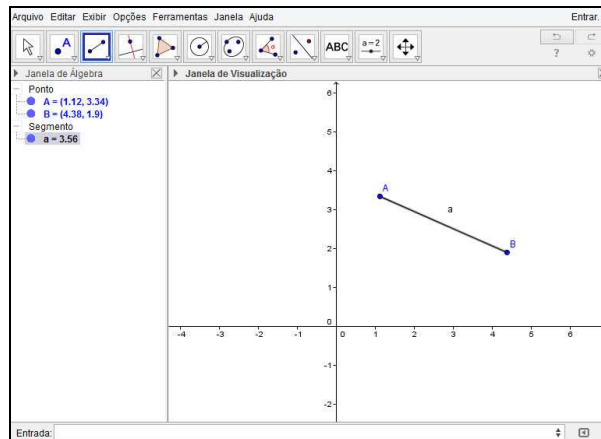 Arquivo Editar Exibir Opções Ferramentas Janela Ajuda Entrar.
A ABC a=2 ?
Janela de Álgebra
Ponto
A = (1.12, 3.34)
B = (4.38, 1.9)
Segmento
a = 3.56
Janela de Visualização
6
5
4
A
3 a
B
2
1
0
-4 -3 -2 -1 0 1 2 3 4 5 6
-1
-2
Entrada: